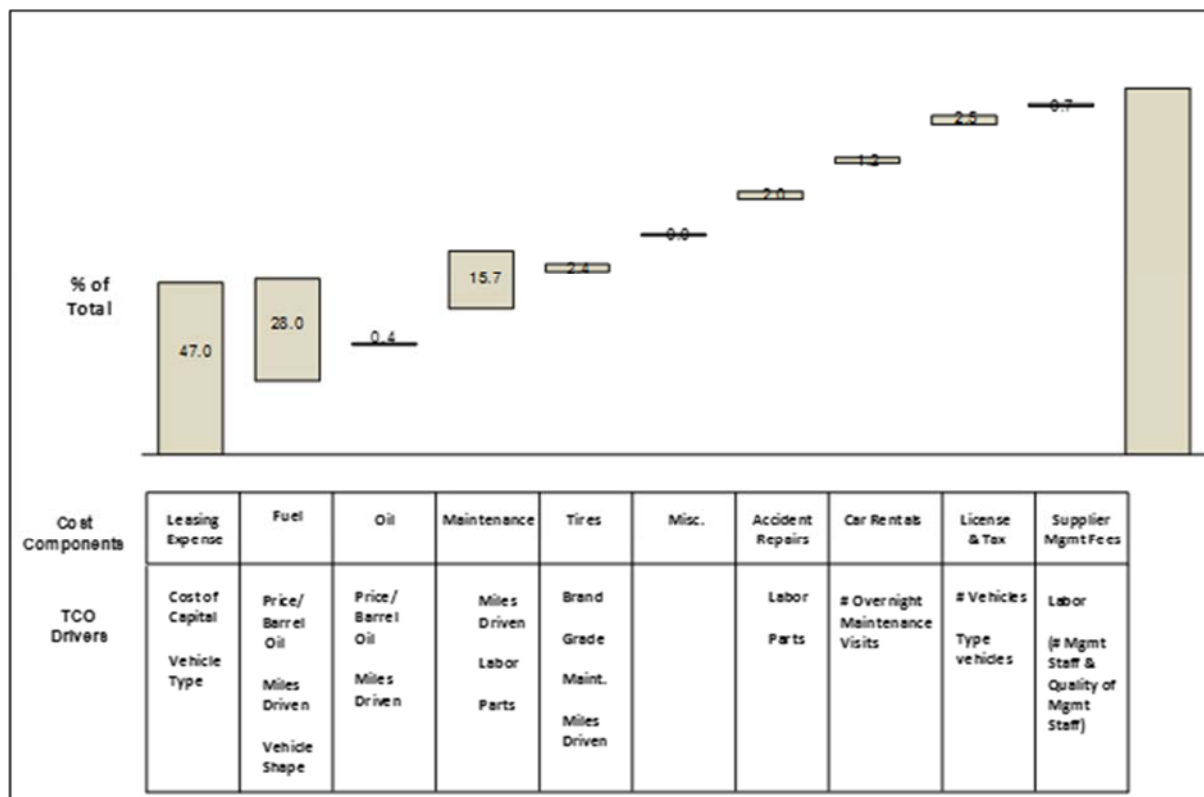 % of
Total
47.0
28.0
0.4
15.7
2.4
0.0
2.0
1.2
2.5
0.7
Cost
Components
Leasing
Expense
Fuel
Oil
Maintenance
Tires
Misc.
Accident
Repairs
Car Rentals
License
& Tax
Supplier
Mgmt Fees
TCO
Drivers
Cost of
Capital
Vehicle
Type
Price/
Barrel
Oil
Miles
Driven
Vehicle
Shape
Price/
Barrel
Oil
Miles
Driven
Miles
Driven
Labor
Parts
Brand
Grade
Maint.
Miles
Driven
Labor
Parts
# Overnight
Maintenance
Visits
# Vehicles
Type
vehicles
Labor
(# Mgmt
Staff &
Quality of
Mgmt
Staff)